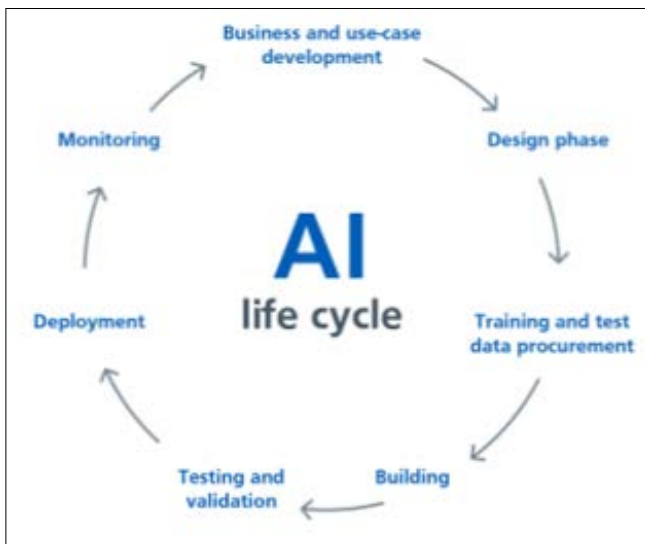 Business and use-case
development
Design phase
Training and test
data procurement
Building
Testing and
validation
Deployment
Monitoring
AI
life cycle